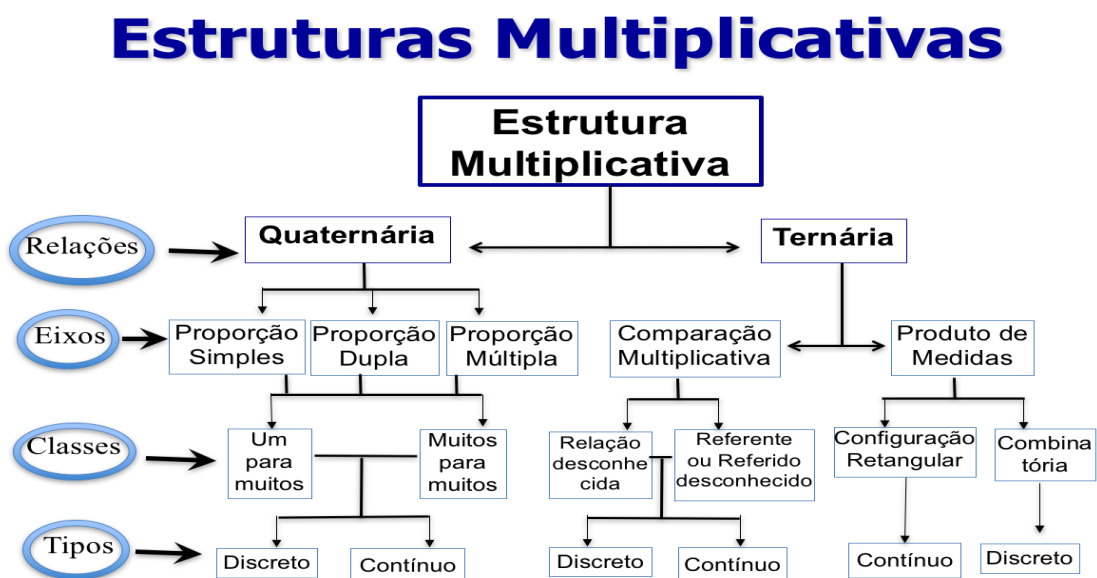 Estruturas Multiplicativas
Estrutura
Multiplicativa
Relações
Quaternária
Ternária
Eixos
Proporção
Simples
Proporção
Dupla
Proporção
Múltipla
Comparação
Multiplicativa
Produto de
Medidas
Classes
Um
para
muitos
Muitos
para
muitos
Relação
desconhe
cida
Referente
ou Referido
desconhecido
Configuração
Retangular
Combina
tória
Tipos
Discreto
Contínuo
Discreto
Contínuo
Contínuo
Discreto